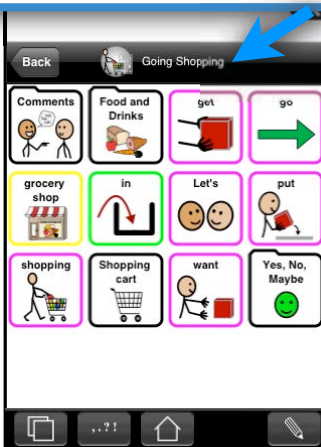 Back
Going Shopping
Comments
Food and
Drinks
get
go
grocery
shop
in
Let's
put
shopping
Shopping
cart
want
Yes, No,
Maybe
,.?!